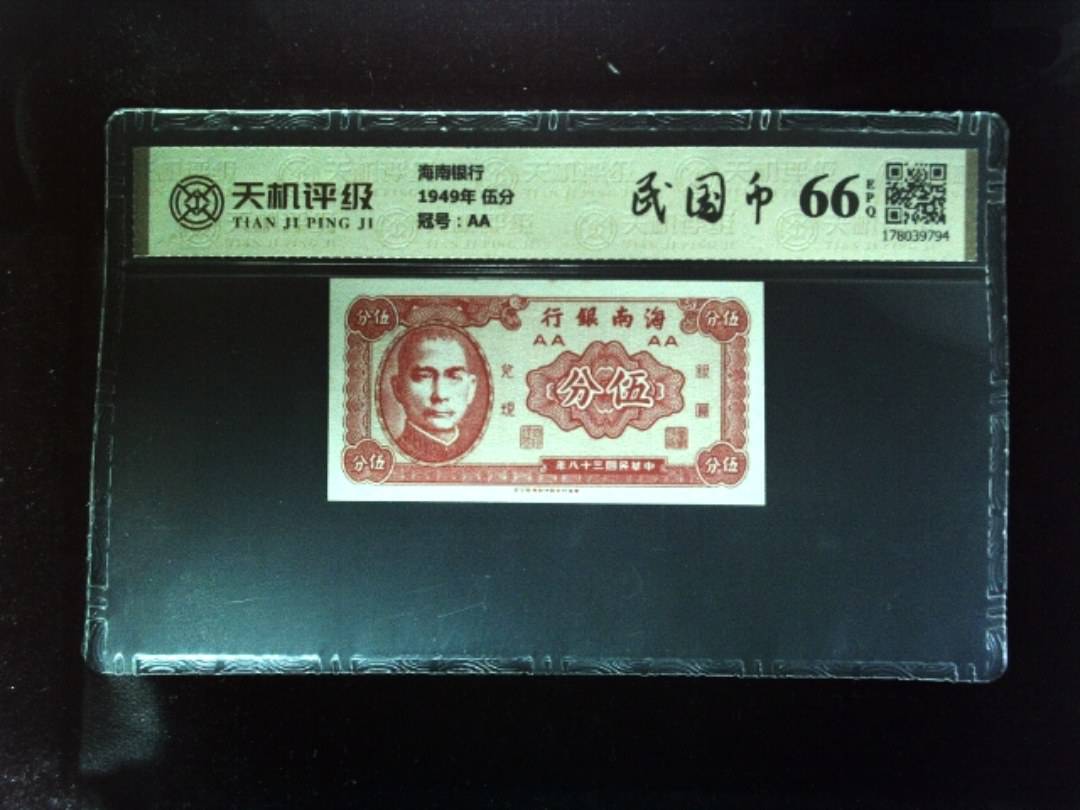 天机评级
TIAN JI PING JI
海南银行
1949年 伍分
冠号：AA
民国币
66
EPQ
178039794
分伍
行銀南海
分伍
AA
AA
兌現
分伍
銀圓
分伍
年八十三國民華中
分伍